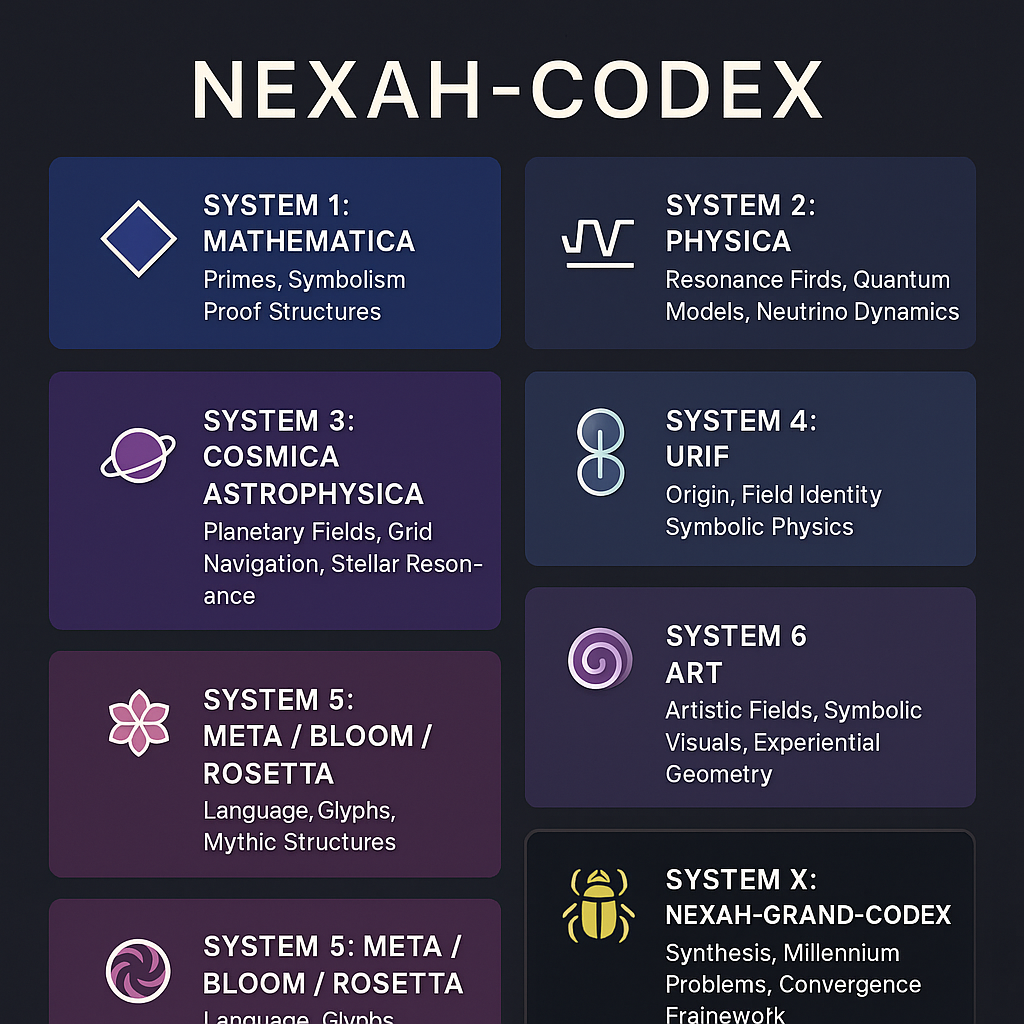 NEXAH-CODEX
SYSTEM 1:
MATHEMATICA
Primes, Symbolism
Proof Structures
SYSTEM 2:
PHYSICA
Resonance Firds, Quantum
Models, Neutrino Dynamics
SYSTEM 3:
COSMICA
ASTROPHYSICA
Planetary Fields, Grid
Navigation, Stellar Reson-
ance
SYSTEM 4:
URIF
Origin, Field Identity
Symbolic Physics
SYSTEM 5:
META / BLOOM /
ROSETTA
Language, Glyphs,
Mythic Structures
SYSTEM 6
ART
Artistic Fields, Symbolic
Visuals, Experiential
Geometry
SYSTEM 5: META /
BLOOM / ROSETTA
Language, Glyphs
SYSTEM X:
NEXAH-GRAND-CODEX
Synthesis, Millennium
Problems, Convergence
Frainework